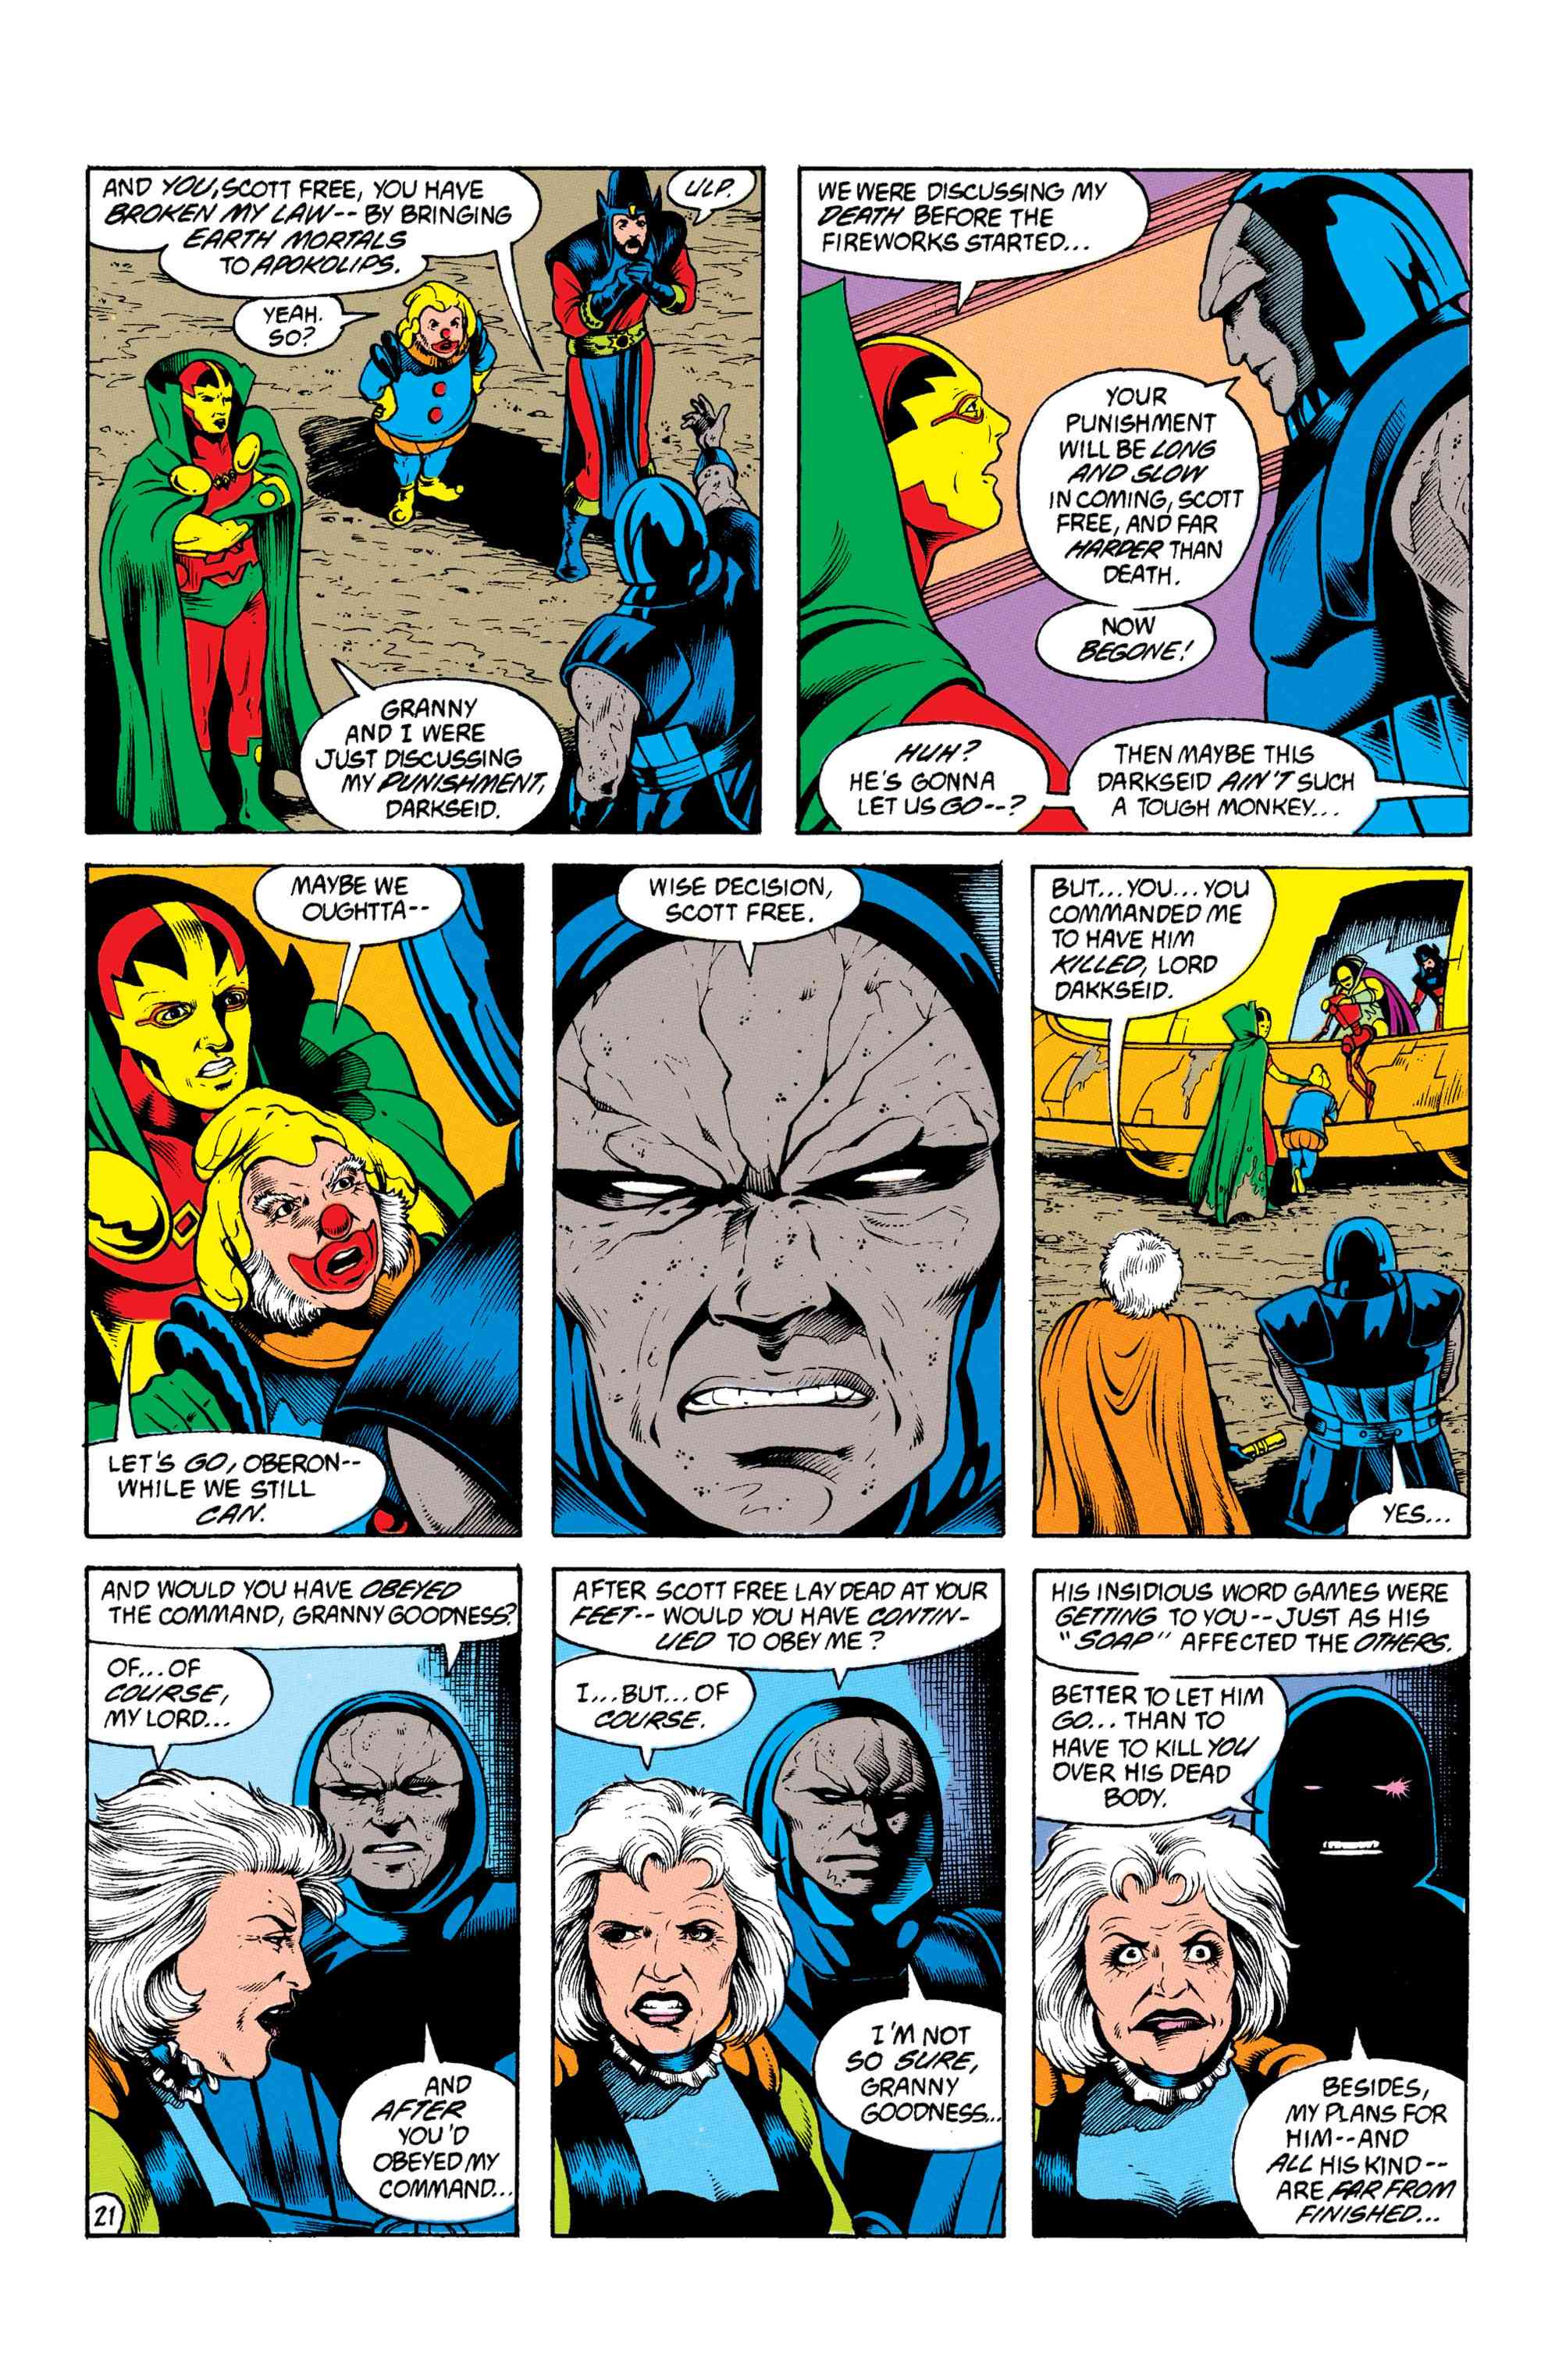 AND YOU, SCOTT FREE, YOU HAVE
BROKEN MY LAW-- BY BRINGING
EARTH MORTALS
TO APOKOLIPS.
ULP.
YEAH.
SO?
GRANNY
AND I WERE
JUST DISCUSSING
MY PUNISHMENT,
DARKSEID.
WE WERE DISCUSSING MY
DEATH BEFORE THE
FIREWORKS STARTED...
YOUR
PUNISHMENT
WILL BE LONG
AND SLOW
IN COMING, SCOTT
FREE, AND FAR
HARDER THAN
DEATH.
NOW
BEGONE!
HUH?
HE'S GONNA
LET US GO--?
THEN MAYBE THIS
DARKSEID AIN'T SUCH
A TOUGH MONKEY...
MAYBE WE
OUGHTTA--
LET'S GO, OBERON--
WHILE WE STILL
CAN.
WISE DECISION,
SCOTT FREE.
BUT...YOU...YOU
COMMANDED ME
TO HAVE HIM
KILLED, LORD
DAKKSEID.
YES...
AND WOULD YOU HAVE OBEYED
THE COMMAND, GRANNY GOODNESS?
OF...OF
COURSE,
MY LORD...
AND
AFTER
YOU'D
OBEYED MY
COMMAND...
21
AFTER SCOTT FREE LAY DEAD AT YOUR
FEET-- WOULD YOU HAVE CONTIN-
UED TO OBEY ME?
I...BUT...OF
COURSE.
I'M NOT
SO SURE,
GRANNY
GOODNESS...
HIS INSIDIOUS WORD GAMES WERE
GETTING TO YOU--JUST AS HIS
"SOAP" AFFECTED THE OTHERS.
BETTER TO LET HIM
GO... THAN TO
HAVE TO KILL YOU
OVER HIS DEAD
BODY.
BESIDES,
MY PLANS FOR
HIM--AND
ALL HIS KIND--
ARE FAR FROM
FINISHED...